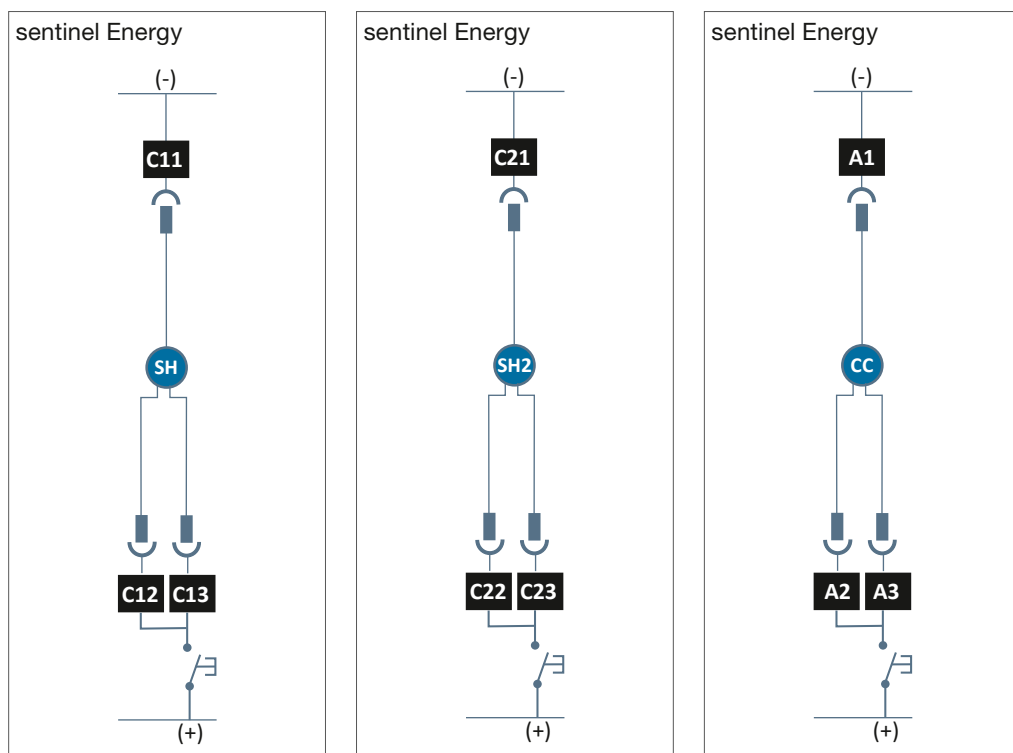 sentinel Energy
(-)
C11
SH
C12 C13
(+)
sentinel Energy
(-)
C21
SH2
C22 C23
(+)
sentinel Energy
(-)
A1
CC
A2 A3
(+)